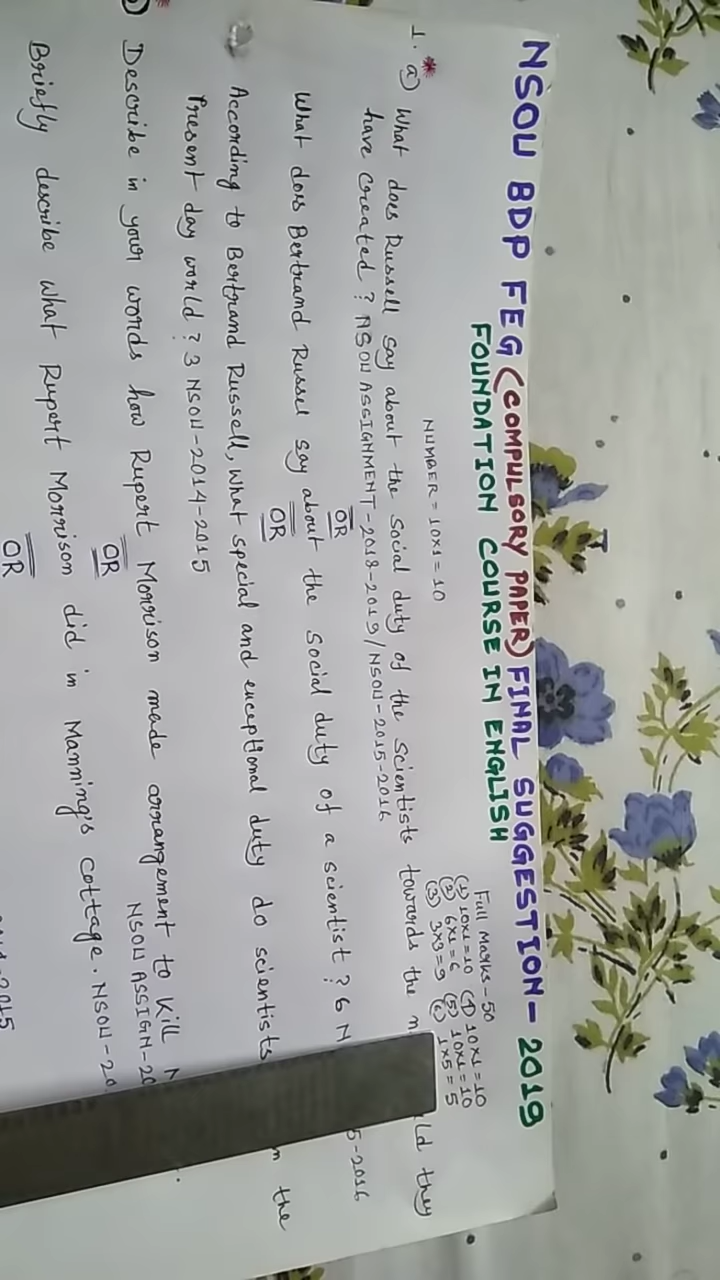 NSOU BDP FEG (COMPULSORY PAPER) FINAL SUGGESTION - 2019
FOUNDATION COURSE IN ENGLISH
Full Marks - 50
(1) 10x1 = 10 (4) 10x1 = 10
(2) 6x1 = 6 (5) 10x1 = 10
(3) 3x3 = 9 (6) 1x5 = 5
NUMBER = 10x1 = 10
1. a) What does Russell say about the social duty of the scientists towards the ld they
have created? NSOU ASSIGNMENT-2018-2019/NSOU-2015-2016
OR
What does Bertrand Russel say about the social duty of a scientist? 6 N 5-2016
OR
According to Bertrand Russell, what special and exceptional duty do scientists the
Present day world? 3 NSOU-2014-2015
Describe in your words how Rupert Morrison made arrangement to kill
NSOU ASSIGN-20
OR
Briefly describe what Rupert Morrison did in Manning's cottage. NSOU-20
OR